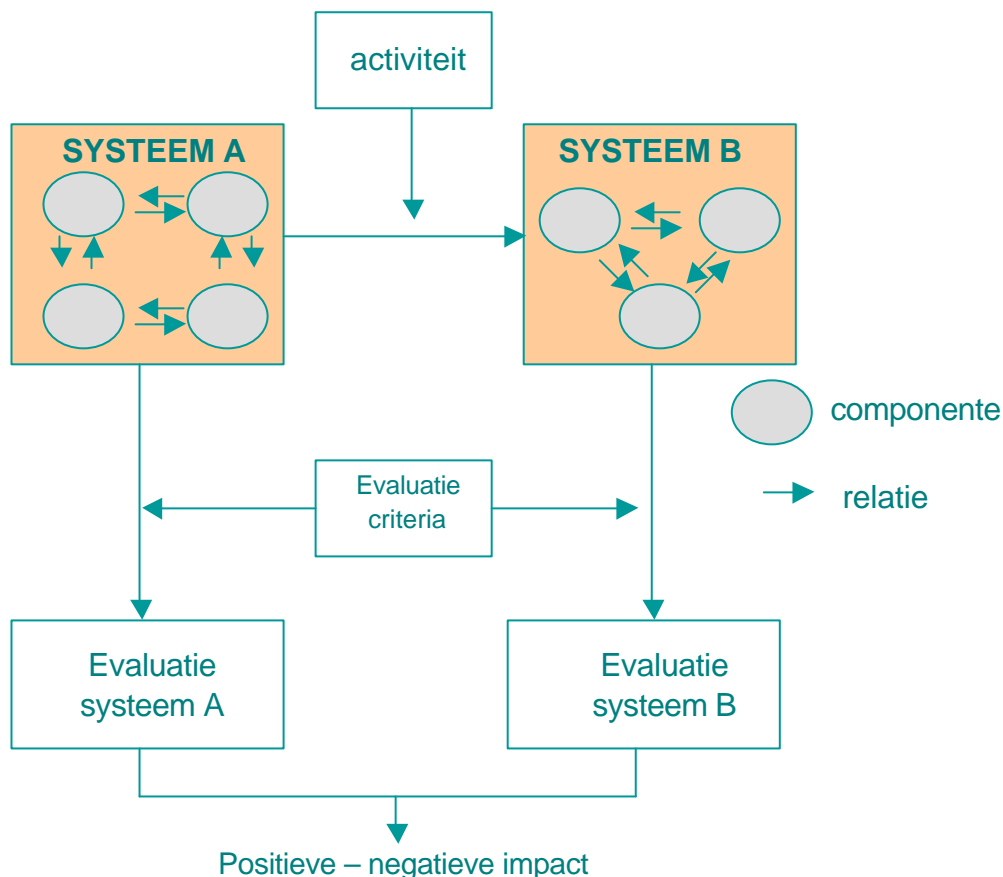 activiteit
SYSTEEM A
SYSTEEM B
componente
relatie
Evaluatie
criteria
Evaluatie
systeem A
Evaluatie
systeem B
Positieve – negatieve impact